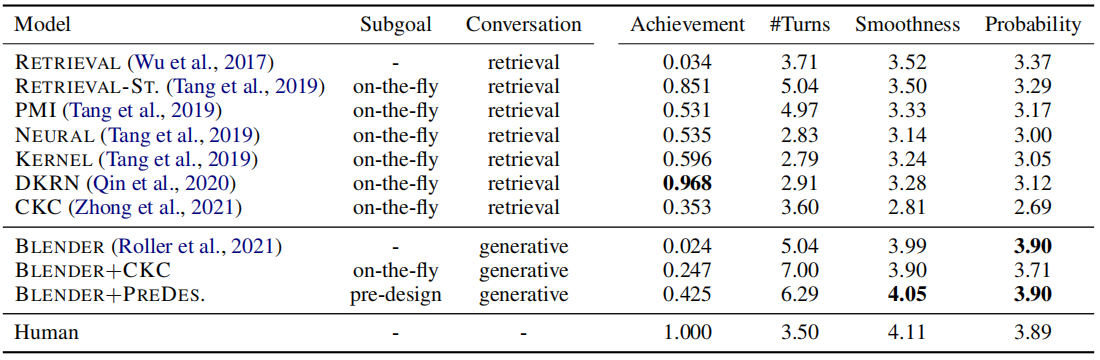 Model Subgoal Conversation Achievement #Turns Smoothness Probability
RETRIEVAL (Wu et al., 2017) - retrieval 0.034 3.71 3.52 3.37
RETRIEVAL-ST. (Tang et al., 2019) on-the-fly retrieval 0.851 5.04 3.50 3.29
PMI (Tang et al., 2019) on-the-fly retrieval 0.531 4.97 3.33 3.17
NEURAL (Tang et al., 2019) on-the-fly retrieval 0.535 2.83 3.14 3.00
KERNEL (Tang et al., 2019) on-the-fly retrieval 0.596 2.79 3.24 3.05
DKRN (Qin et al., 2020) on-the-fly retrieval 0.968 2.91 3.28 3.12
CKC (Zhong et al., 2021) on-the-fly retrieval 0.353 3.60 2.81 2.69
BLENDER (Roller et al., 2021) - generative 0.024 5.04 3.99 3.90
BLENDER+CKC on-the-fly generative 0.247 7.00 3.90 3.71
BLENDER+PREDES. pre-design generative 0.425 6.29 4.05 3.90
Human - - 1.000 3.50 4.11 3.89